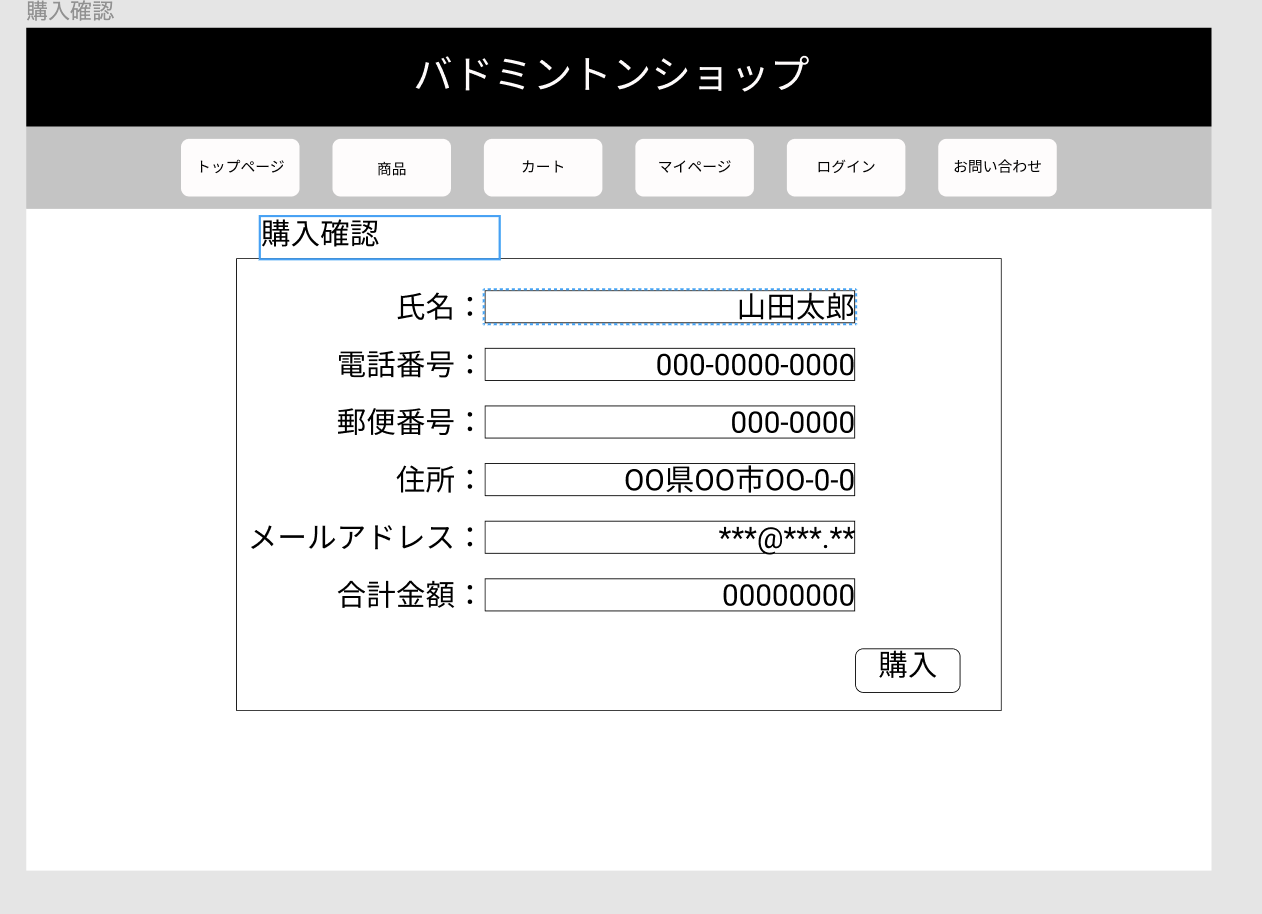 購入確認
バドミントンショップ
トップページ 商品 カート マイページ ログイン お問い合わせ
購入確認
氏名：山田太郎
電話番号：000-0000-0000
郵便番号：000-0000
住所：OO県OO市OO-0-0
メールアドレス：***@***.**
合計金額：00000000
購入